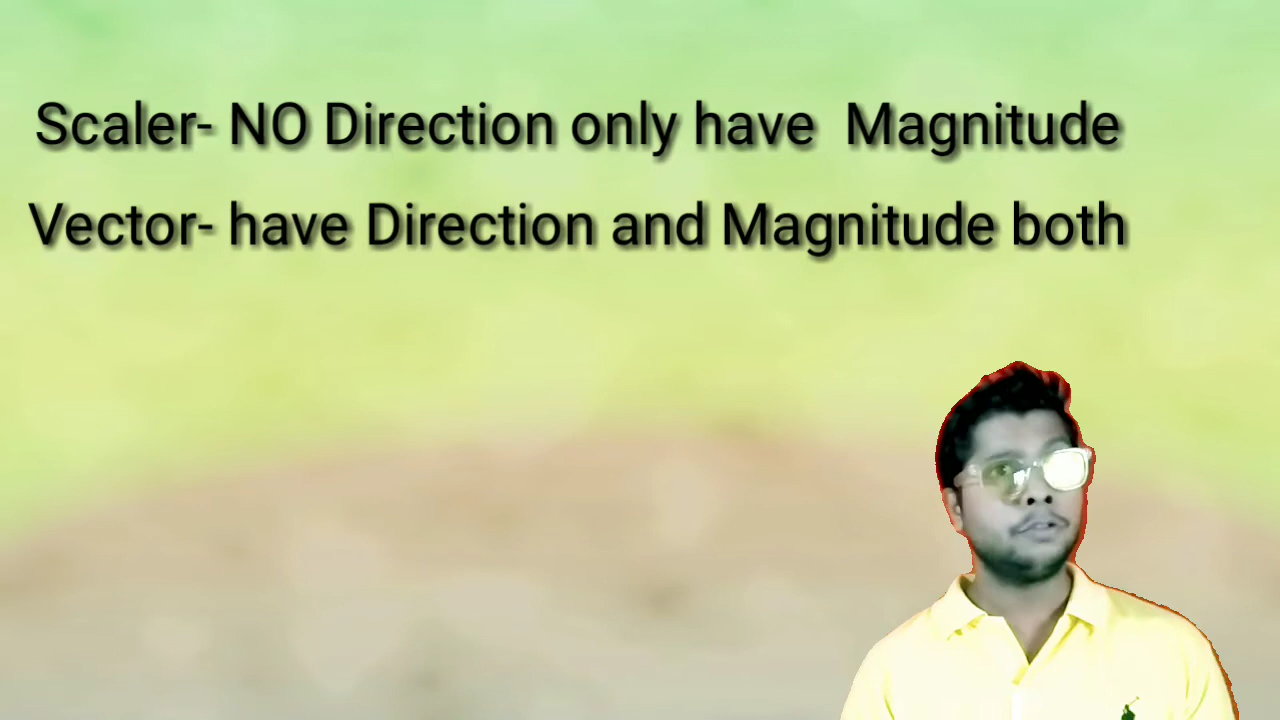 Scaler- NO Direction only have Magnitude
Vector- have Direction and Magnitude both